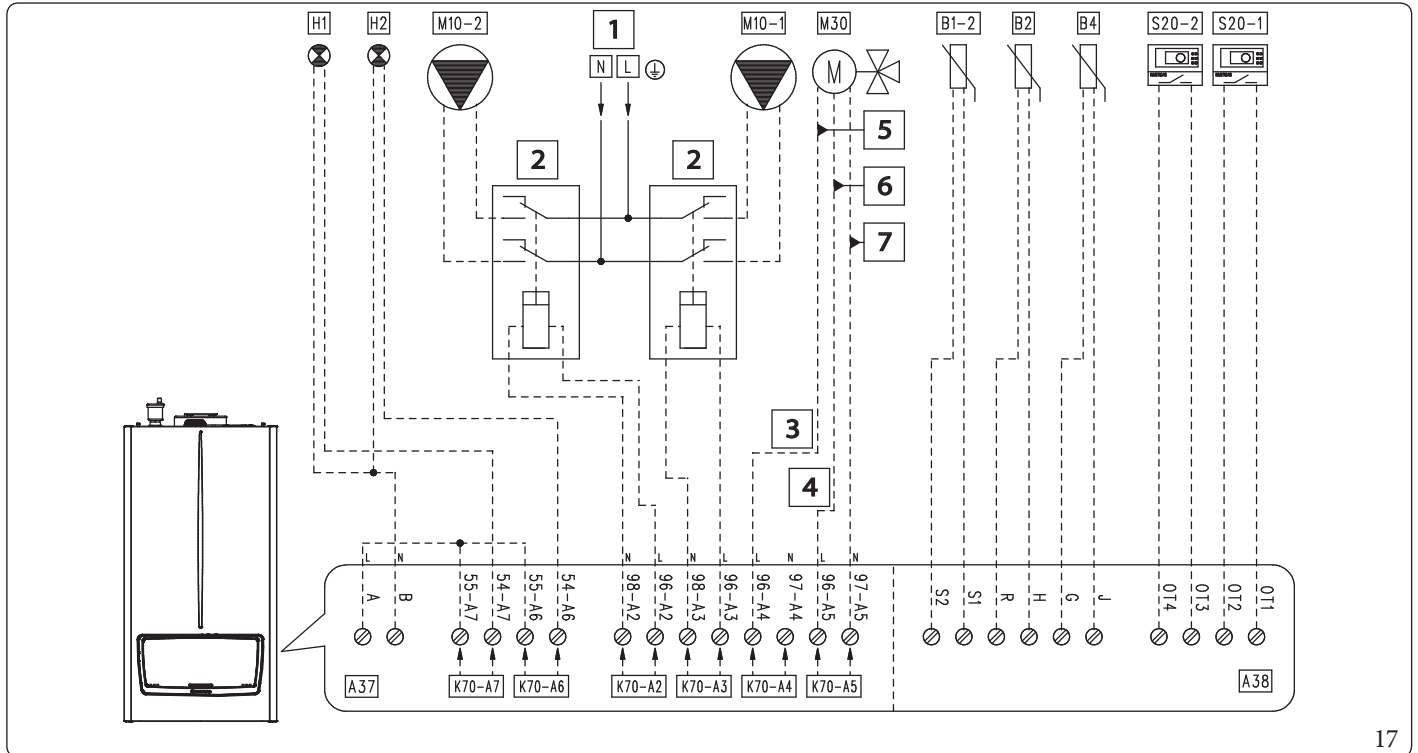 H1 H2 M10-2 1 M10-1 M30 B1-2 B2 B4 S20-2 S20-1
N L
M
5
2 2
6
7
3
4
L N N L N L L N L N
A B 55-A7 54-A7 55-A6 54-A6 98-A2 96-A2 98-A3 96-A3 96-A4 97-A4 96-A5 97-A5 S2 S1 R H G J OT4 OT3 OT2 OT1
A37 K70-A7 K70-A6 K70-A2 K70-A3 K70-A4 K70-A5 A38
17